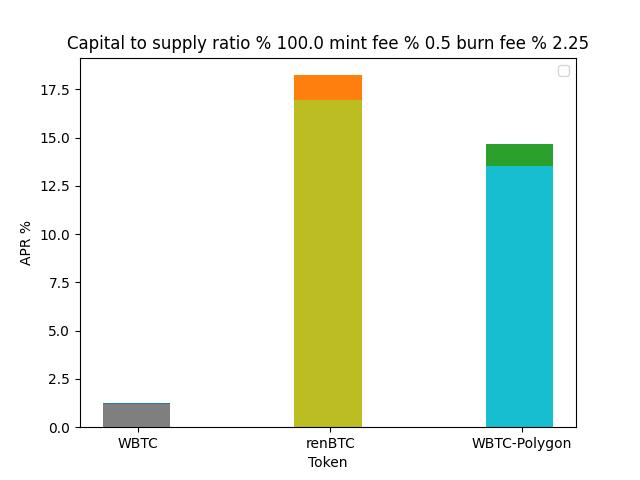 Capital to supply ratio % 100.0 mint fee % 0.5 burn fee % 2.25
17.5
15.0
12.5
10.0
7.5
5.0
2.5
0.0
APR %
WBTC renBTC WBTC-Polygon
Token